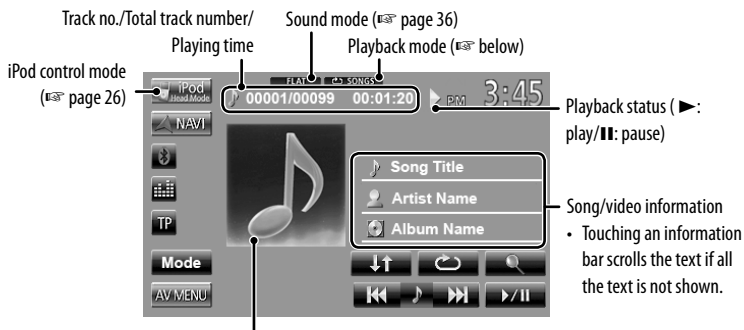 Track no./Total track number/
Playing time
Sound mode (☞ page 36)
Playback mode (☞ below)
iPod control mode
(☞ page 26)
iPod
Head Mode
FLAT
SONGS
00001/00099 00:01:20
PM 3:45
Playback status ( ►:
play/⏸: pause)
NAVI
Song Title
Artist Name
Album Name
TP
Song/video information
• Touching an information
bar scrolls the text if all
the text is not shown.
Mode
AV MENU